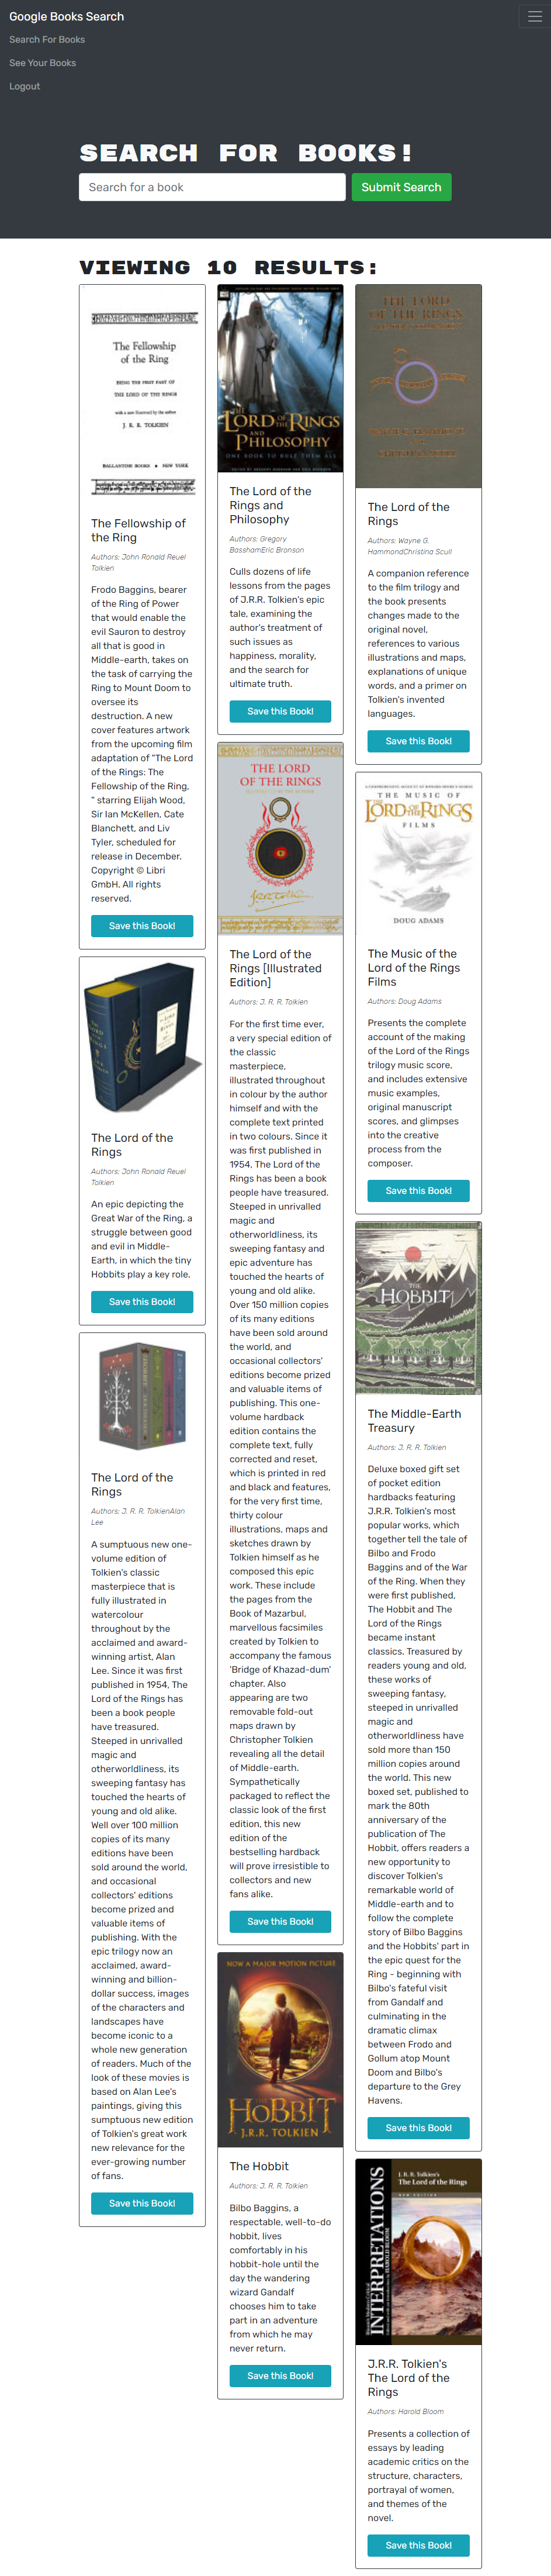 Google Books Search
Search For Books
See Your Books
Logout
SEARCH FOR BOOKS!
Search for a book
Submit Search
VIEWING 10 RESULTS:
The Fellowship
of the Ring
BEING THE FIRST PART OF
THE LORD OF THE RINGS
with a new Foreword by the author
J. R. R. TOLKIEN
BALLANTINE BOOKS • NEW YORK
The Fellowship of
the Ring
Authors: John Ronald Reuel
Tolkien
Frodo Baggins, bearer
of the Ring of Power
that would enable the
evil Sauron to destroy
all that is good in
Middle-earth, takes on
the task of carrying the
Ring to Mount Doom to
oversee its
destruction. A new
cover features artwork
from the upcoming film
adaptation of "The Lord
of the Rings: The
Fellowship of the Ring,
" starring Elijah Wood,
Sir Ian McKellen, Cate
Blanchett, and Liv
Tyler, scheduled for
release in December.
Copyright © Libri
GmbH. All rights
reserved.
Save this Book!
The Lord of the
Rings
Authors: John Ronald Reuel
Tolkien
An epic depicting the
Great War of the Ring, a
struggle between good
and evil in Middle-
Earth, in which the tiny
Hobbits play a key role.
Save this Book!
The Lord of the
Rings
Authors: J. R. R. TolkienAlan
Lee
A sumptuous new one-
volume edition of
Tolkien's classic
masterpiece that is
fully illustrated in
watercolour
throughout by the
acclaimed and award-
winning artist, Alan
Lee. Since it was first
published in 1954, The
Lord of the Rings has
been a book people
have treasured.
Steeped in unrivalled
magic and
otherworldliness, its
sweeping fantasy has
touched the hearts of
young and old alike.
Well over 100 million
copies of its many
editions have been
sold around the world,
and occasional
collectors' editions
become prized and
valuable items of
publishing. With the
epic trilogy now an
acclaimed, award-
winning and billion-
dollar success, images
of the characters and
landscapes have
become iconic to a
whole new generation
of readers. Much of the
look of these movies is
based on Alan Lee's
paintings, giving this
sumptuous new edition
of Tolkien's great work
new relevance for the
ever-growing number
of fans.
Save this Book!
THE
LORD OF THE RINGS
AND
PHILOSOPHY
ONE BOOK TO RULE THEM ALL
The Lord of the
Rings and
Philosophy
Authors: Gregory
BasshamEric Bronson
Culls dozens of life
lessons from the pages
of J.R.R. Tolkien's epic
tale, examining the
author's treatment of
such issues as
happiness, morality,
and the search for
ultimate truth.
Save this Book!
THE LORD
OF THE RINGS
The Lord of the
Rings [Illustrated
Edition]
Authors: J. R. R. Tolkien
For the first time ever,
a very special edition of
the classic
masterpiece,
illustrated throughout
in colour by the author
himself and with the
complete text printed
in two colours. Since it
was first published in
1954, The Lord of the
Rings has been a book
people have treasured.
Steeped in unrivalled
magic and
otherworldliness, its
sweeping fantasy and
epic adventure has
touched the hearts of
young and old alike.
Over 150 million copies
of its many editions
have been sold around
the world, and
occasional collectors'
editions become prized
and valuable items of
publishing. This one-
volume hardback
edition contains the
complete text, fully
corrected and reset,
which is printed in red
and black and features,
for the very first time,
thirty colour
illustrations, maps and
sketches drawn by
Tolkien himself as he
composed this epic
work. These include
the pages from the
Book of Mazarbul,
marvellous facsimiles
created by Tolkien to
accompany the famous
'Bridge of Khazad-dum'
chapter. Also
appearing are two
removable fold-out
maps drawn by
Christopher Tolkien
revealing all the detail
of Middle-earth.
Sympathetically
packaged to reflect the
classic look of the first
edition, this new
edition of the
bestselling hardback
will prove irresistible to
collectors and new
fans alike.
Save this Book!
NOW A MAJOR MOTION PICTURE
THE
HOBBIT
J.R.R. TOLKIEN
The Hobbit
Authors: J. R. R. Tolkien
Bilbo Baggins, a
respectable, well-to-do
hobbit, lives
comfortably in his
hobbit-hole until the
day the wandering
wizard Gandalf
chooses him to take
part in an adventure
from which he may
never return.
Save this Book!
THE LORD
OF THE RINGS
A READER'S COMPANION
WAYNE G. HAMMOND
CHRISTINA SCULL
The Lord of the
Rings
Authors: Wayne G.
HammondChristina Scull
A companion reference
to the film trilogy and
the book presents
changes made to the
original novel,
references to various
illustrations and maps,
explanations of unique
words, and a primer on
Tolkien's invented
languages.
Save this Book!
THE MUSIC OF
THE LORD OF THE RINGS
FILMS
DOUG ADAMS
The Music of the
Lord of the Rings
Films
Authors: Doug Adams
Presents the complete
account of the making
of the Lord of the Rings
trilogy music score,
and includes extensive
music examples,
original manuscript
scores, and glimpses
into the creative
process from the
composer.
Save this Book!
THE
HOBBIT
The Middle-Earth
Treasury
Authors: J. R. R. Tolkien
Deluxe boxed gift set
of pocket edition
hardbacks featuring
J.R.R. Tolkien's most
popular works, which
together tell the tale of
Bilbo and Frodo
Baggins and of the War
of the Ring. When they
were first published,
The Hobbit and The
Lord of the Rings
became instant
classics. Treasured by
readers young and old,
these works of
sweeping fantasy,
steeped in unrivalled
magic and
otherworldliness have
sold more than 150
million copies around
the world. This new
boxed set, published to
mark the 80th
anniversary of the
publication of The
Hobbit, offers readers a
new opportunity to
discover Tolkien's
remarkable world of
Middle-earth and to
follow the complete
story of Bilbo Baggins
and the Hobbits' part in
the epic quest for the
Ring - beginning with
Bilbo's fateful visit
from Gandalf and
culminating in the
dramatic climax
between Frodo and
Gollum atop Mount
Doom and Bilbo's
departure to the Grey
Havens.
Save this Book!
INTERPRETATIONS
J. R. R. Tolkien's
The Lord of the Rings
NEW EDITION
J.R.R. Tolkien's
The Lord of the
Rings
Authors: Harold Bloom
Presents a collection of
essays by leading
academic critics on the
structure, characters,
portrayal of women,
and themes of the
novel.
Save this Book!